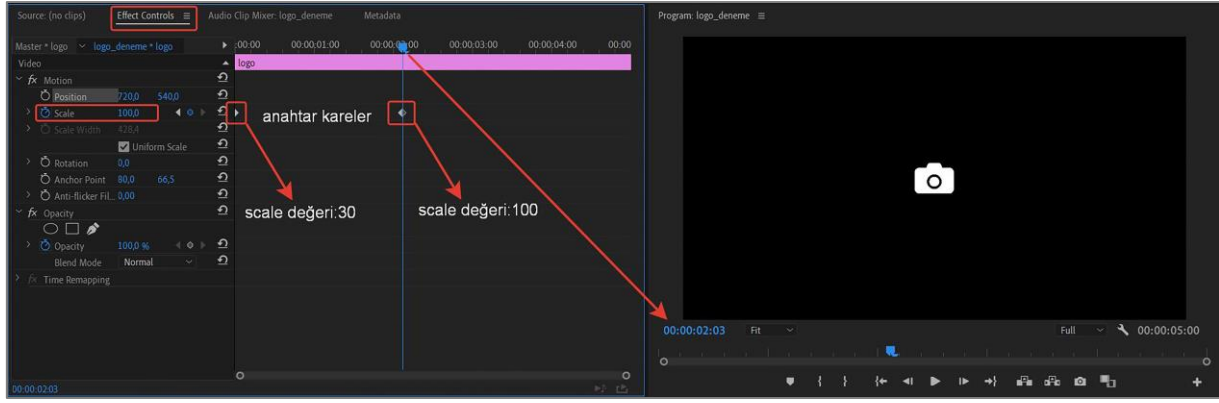 Source: (no clips) Effect Controls Audio Clip Mixer: logo_deneme Metadata
Master * logo logo_deneme * logo
:00:00 00:00:01:00 00:00:02:00 00:00:03:00 00:00:04:00 00:00
Video
logo
fx Motion
Position 720,0 540,0
Scale 100,0
anahtar kareler
Scale Width 428,4
Uniform Scale
Rotation 0,0
Anchor Point 80,0 66,5
Anti-flicker Fil... 0,00
scale değeri:30
scale değeri:100
fx Opacity
Opacity 100,0 %
Blend Mode Normal
fx Time Remapping
00:00:02:03
Program: logo_deneme
00:00:02:03 Fit Full 00:00:05:00